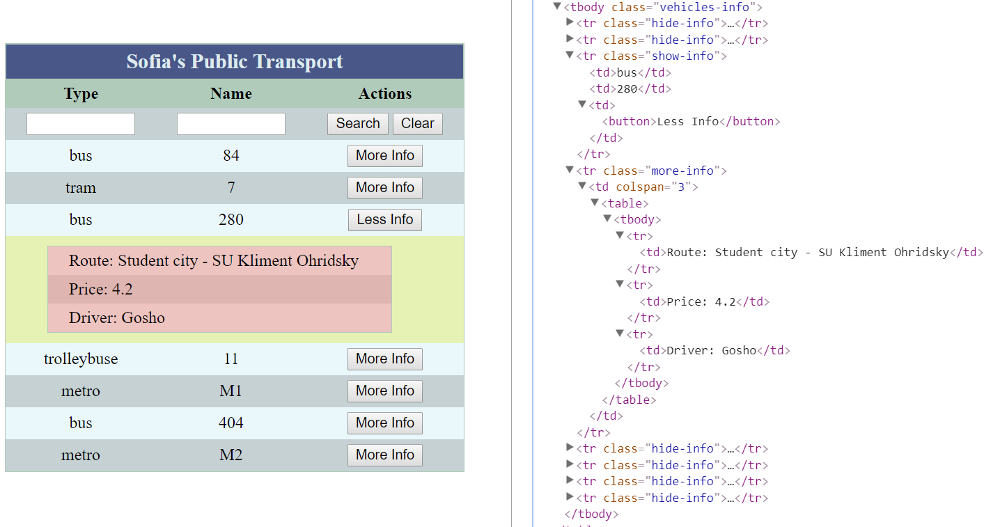 Sofia's Public Transport
Type Name Actions
Search Clear
bus 84 More Info
tram 7 More Info
bus 280 Less Info
Route: Student city - SU Kliment Ohridsky
Price: 4.2
Driver: Gosho
trolleybuse 11 More Info
metro M1 More Info
bus 404 More Info
metro M2 More Info
<tbody class="vehicles-info">
<tr class="hide-info">…</tr>
<tr class="hide-info">…</tr>
<tr class="show-info">
<td>bus</td>
<td>280</td>
<td>
<button>Less Info</button>
</td>
</tr>
<tr class="more-info">
<td colspan="3">
<table>
<tbody>
<tr>
<td>Route: Student city - SU Kliment Ohridsky</td>
</tr>
<tr>
<td>Price: 4.2</td>
</tr>
<tr>
<td>Driver: Gosho</td>
</tr>
</tbody>
</table>
</td>
</tr>
<tr class="hide-info">…</tr>
<tr class="hide-info">…</tr>
<tr class="hide-info">…</tr>
<tr class="hide-info">…</tr>
</tbody>